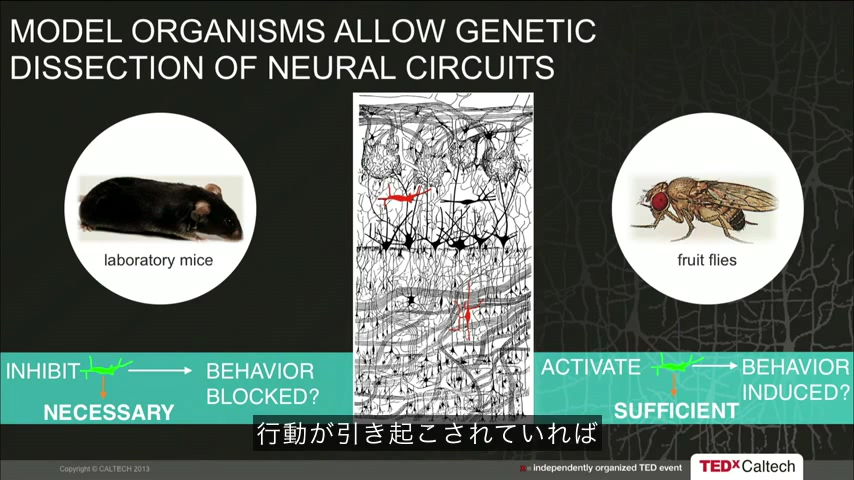 MODEL ORGANISMS ALLOW GENETIC
DISSECTION OF NEURAL CIRCUITS
laboratory mice
fruit flies
INHIBIT
BEHAVIOR
BLOCKED?
NECESSARY
ACTIVATE
BEHAVIOR
INDUCED?
SUFFICIENT
行動が引き起こされていれば
Copyright © CALTECH 2013
x = independently organized TED event
TEDxCaltech